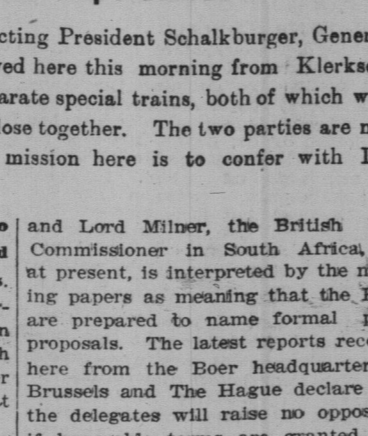 cting President Schalkburger, Gener
ed here this morning from Klerks
arate special trains, both of which w
lose together. The two parties are
mission here is to confer with
and Lord Milner, the British
Commissioner in South Africa,
at present, is interpreted by the
ing papers as meaning that the
are prepared to name formal
proposals. The latest reports rec
here from the Boer headquarter
Brussels and The Hague declare
the delegates will raise no oppos